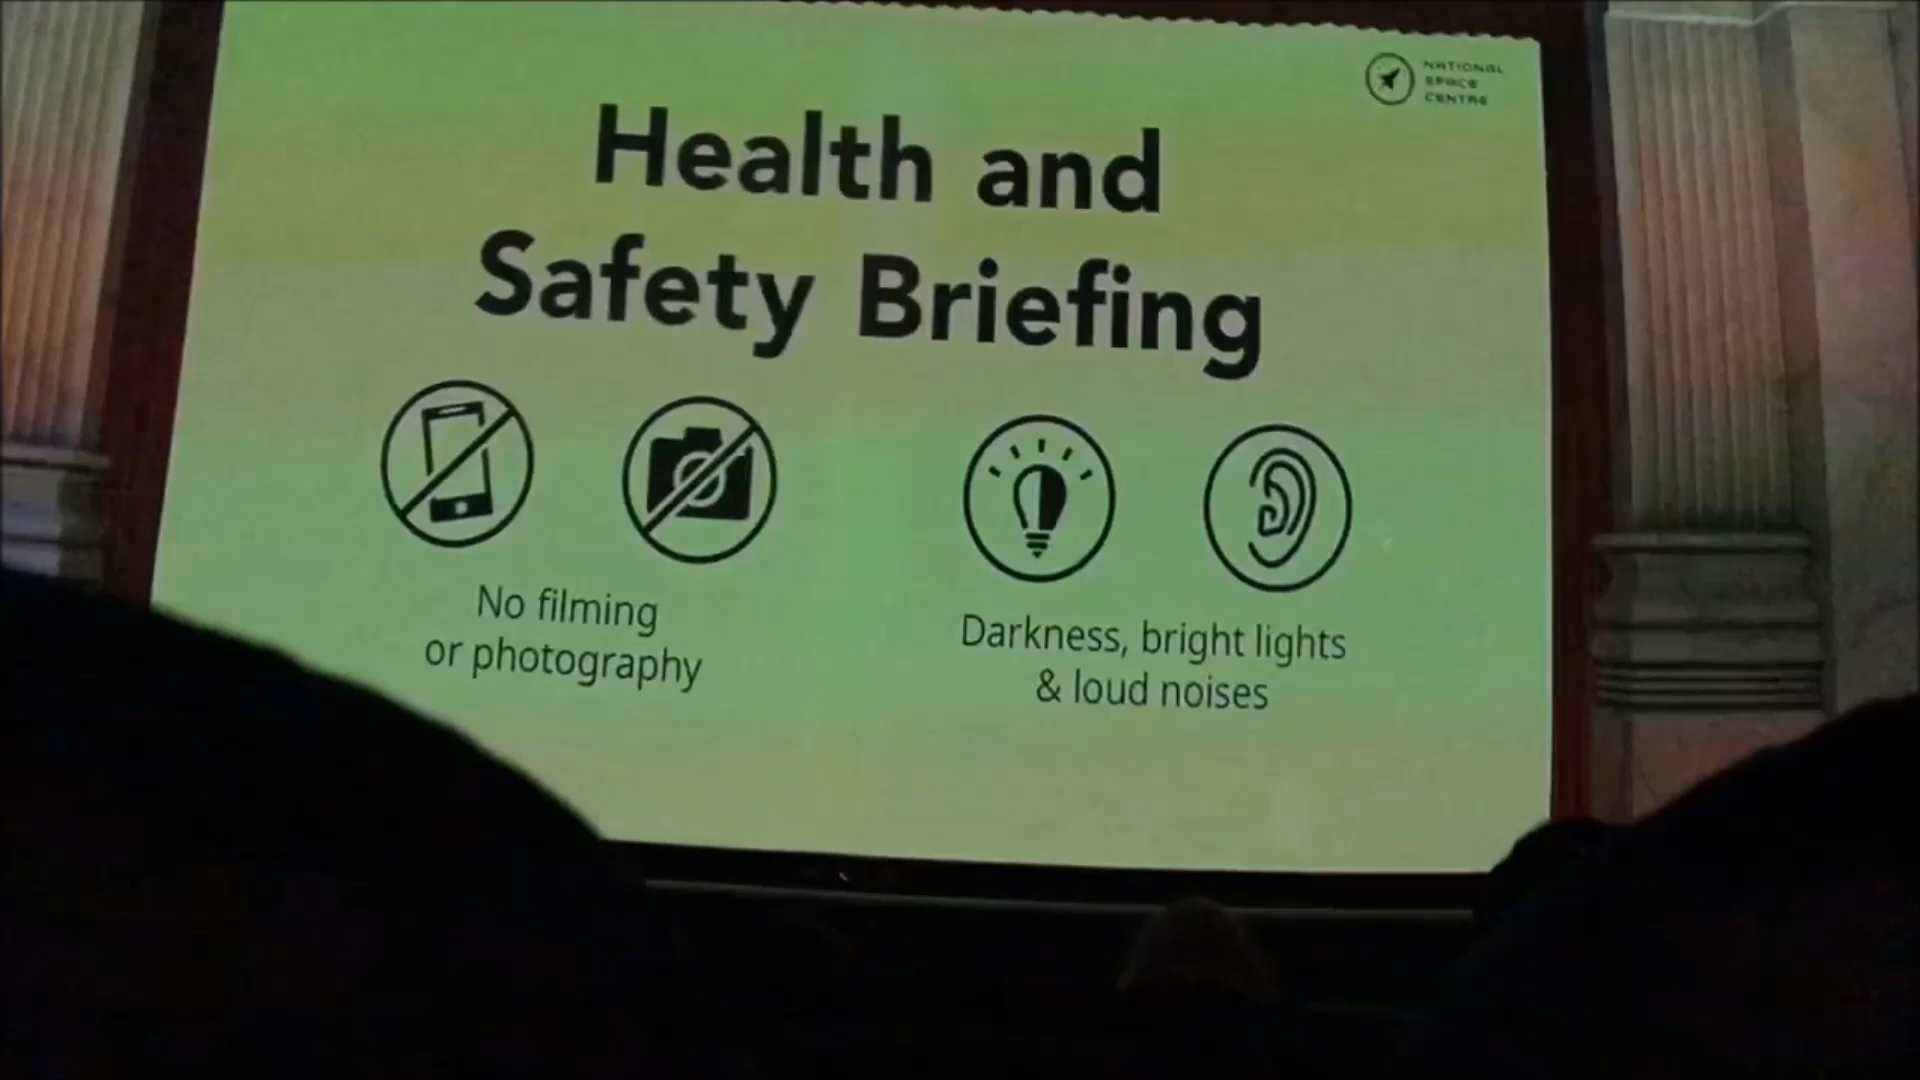 NATIONAL
SPACE
CENTRE
Health and
Safety Briefing
No filming
or photography
Darkness, bright lights
& loud noises